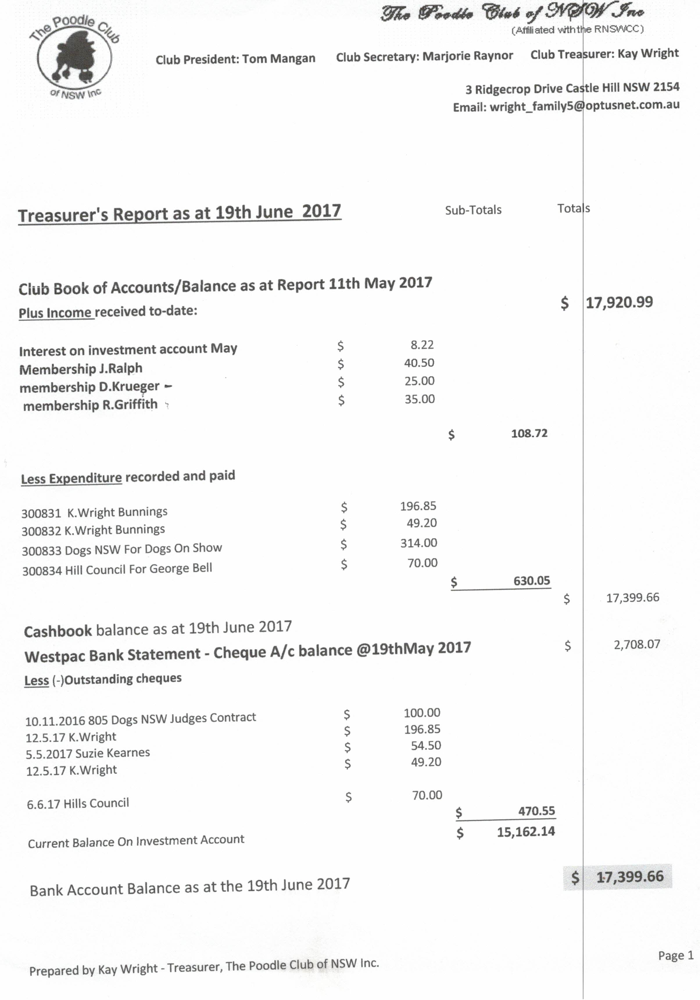 The Poodle Club
of NSW Inc
The Poodle Club of NSW Inc
(Affiliated with the RNSWCC)
Club President: Tom Mangan Club Secretary: Marjorie Raynor Club Treasurer: Kay Wright
3 Ridgecrop Drive Castle Hill NSW 2154
Email: wright_family5@optusnet.com.au
Treasurer's Report as at 19th June 2017 Sub-Totals Totals
Club Book of Accounts/Balance as at Report 11th May 2017
$ 17,920.99
Plus Income received to-date:
Interest on investment account May $ 8.22
Membership J.Ralph $ 40.50
membership D.Krueger - $ 25.00
membership R.Griffith $ 35.00
$ 108.72
Less Expenditure recorded and paid
300831 K.Wright Bunnings $ 196.85
300832 K.Wright Bunnings $ 49.20
300833 Dogs NSW For Dogs On Show $ 314.00
300834 Hill Council For George Bell $ 70.00
$ 630.05
$ 17,399.66
Cashbook balance as at 19th June 2017
Westpac Bank Statement - Cheque A/c balance @19thMay 2017 $ 2,708.07
Less (-)Outstanding cheques
10.11.2016 805 Dogs NSW Judges Contract $ 100.00
12.5.17 K.Wright $ 196.85
5.5.2017 Suzie Kearnes $ 54.50
12.5.17 K.Wright $ 49.20
6.6.17 Hills Council $ 70.00
$ 470.55
Current Balance On Investment Account $ 15,162.14
Bank Account Balance as at the 19th June 2017 $ 17,399.66
Prepared by Kay Wright - Treasurer, The Poodle Club of NSW Inc. Page 1